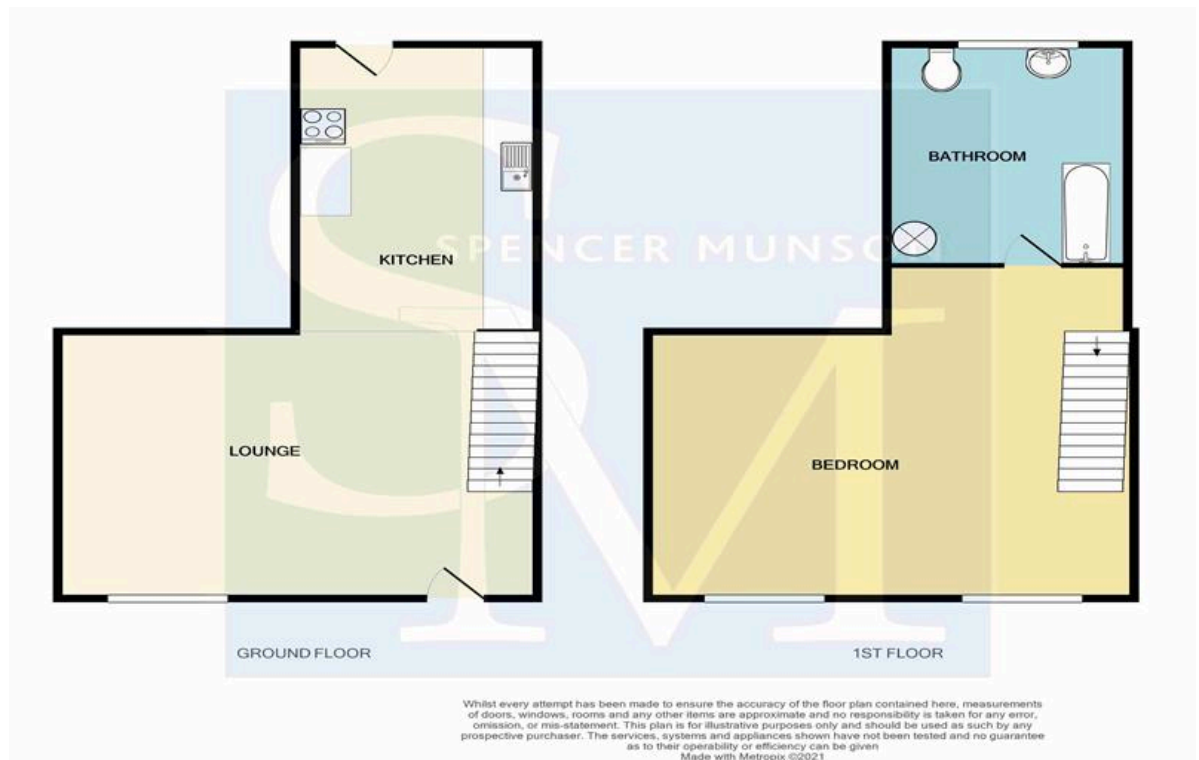 KITCHEN
LOUNGE
GROUND FLOOR
BATHROOM
BEDROOM
1ST FLOOR
SM
SPENCER MUNSON
Whilst every attempt has been made to ensure the accuracy of the floor plan contained here, measurements
of doors, windows, rooms and any other items are approximate and no responsibility is taken for any error,
omission, or mis-statement. This plan is for illustrative purposes only and should be used as such by any
prospective purchaser. The services, systems and appliances shown have not been tested and no guarantee
as to their operability or efficiency can be given
Made with Metropix ©2021